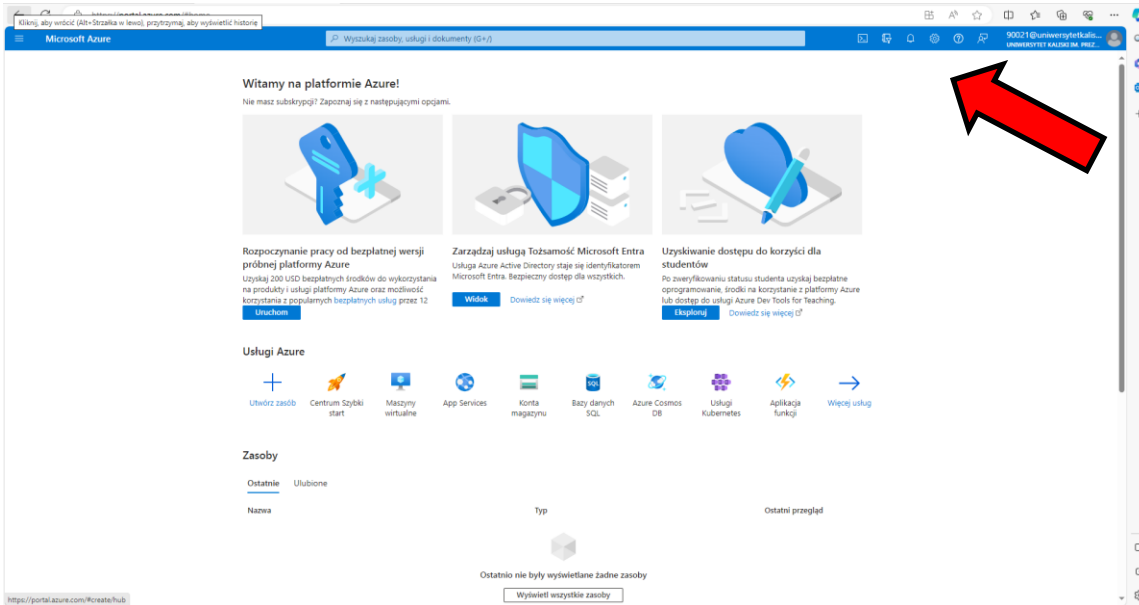 Kliknij, aby wrócić (Alt+Strzałka w lewo), przytrzymaj, aby wyświetlić historię
Microsoft Azure
Wyszukaj zasoby, usługi i dokumenty (G+/)
90021@uniwersytetkalis...
UNIWERSYTET KALISKI IM. PREZ...
Witamy na platformie Azure!
Nie masz subskrypcji? Zapoznaj się z następującymi opcjami.
Rozpoczynanie pracy od bezpłatnej wersji
próbnej platformy Azure
Uzyskaj 200 USD bezpłatnych środków do wykorzystania
na produkty i usługi platformy Azure oraz możliwość
korzystania z popularnych bezpłatnych usług przez 12
Uruchom
Zarządzaj usługą Tożsamość Microsoft Entra
Usługa Azure Active Directory staje się identyfikatorem
Microsoft Entra. Bezpieczny dostęp dla wszystkich.
Widok Dowiedz się więcej
Uzyskiwanie dostępu do korzyści dla
studentów
Po zweryfikowaniu statusu studenta uzyskaj bezpłatne
oprogramowanie, środki na korzystanie z platformy Azure
lub dostęp do usługi Azure Dev Tools for Teaching.
Eksploruj Dowiedz się więcej
Usługi Azure
Utwórz zasób
Centrum Szybki
start
Maszyny
wirtualne
App Services
Konta
magazynu
Bazy danych
SQL
Azure Cosmos
DB
Usługi
Kubernetes
Aplikacja
funkcji
Więcej usług
Zasoby
Ostatnie Ulubione
Nazwa Typ Ostatni przegląd
Ostatnio nie były wyświetlane żadne zasoby
Wyświetl wszystkie zasoby
https://portal.azure.com/#create/hub